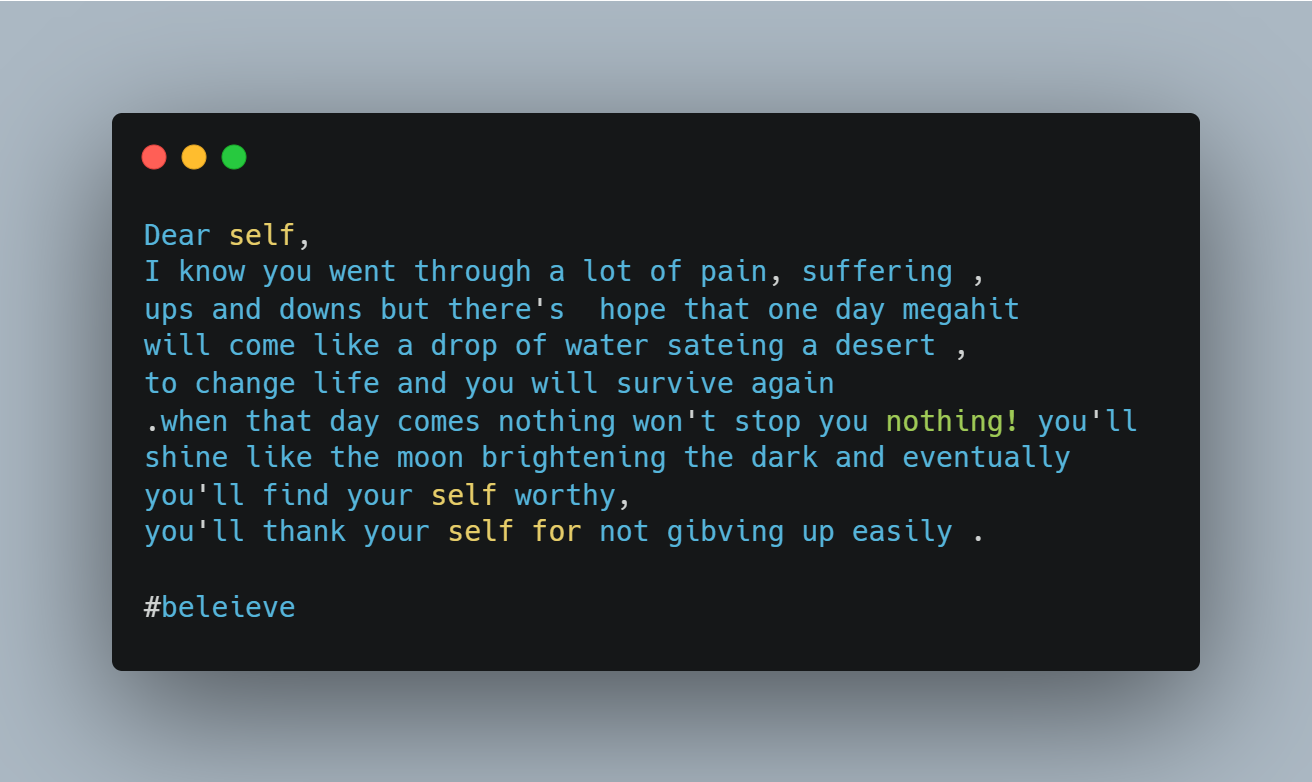 Dear self,
I know you went through a lot of pain, suffering ,
ups and downs but there's  hope that one day megahit
will come like a drop of water sateing a desert ,
to change life and you will survive again
.when that day comes nothing won't stop you nothing! you'll
shine like the moon brightening the dark and eventually
you'll find your self worthy,
you'll thank your self for not gibving up easily .
#beleieve